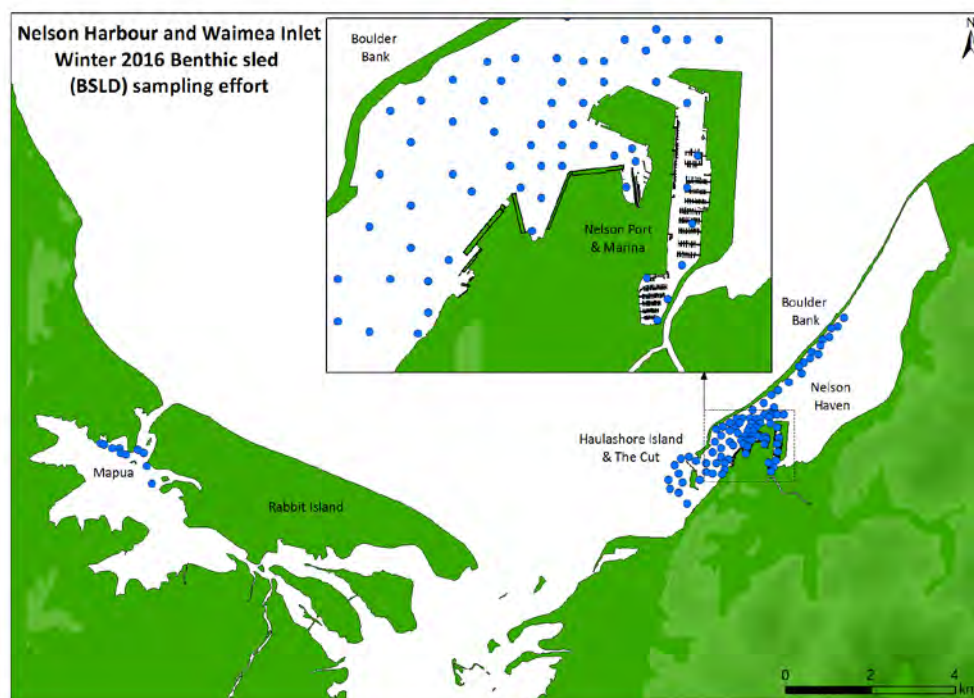 Nelson Harbour and Waimea Inlet
Winter 2016 Benthic sled
(BSLD) sampling effort
Boulder
Bank
N
Nelson Port
& Marina
Boulder
Bank
Nelson
Haven
Haulashore Island
& The Cut
Mapua
Rabbit Island
0 2 4
km